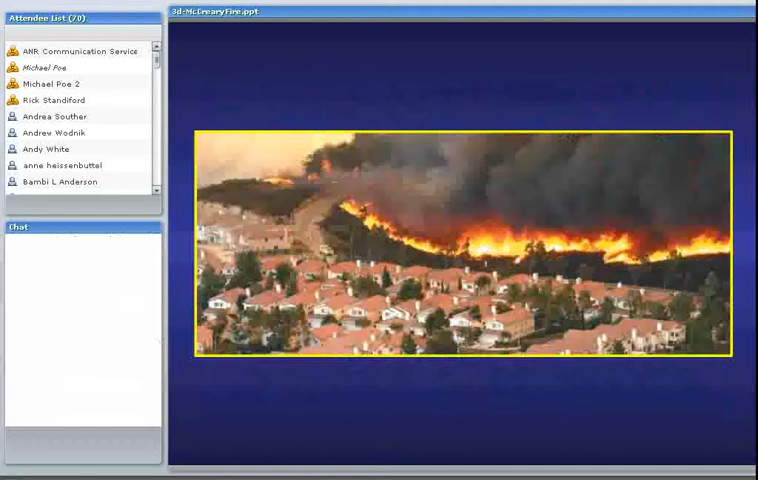 Attendee List (70)
ANR Communication Service
Michael Poe
Michael Poe 2
Rick Standiford
Andrea Souther
Andrew Wodnik
Andy White
anne heissenbuttel
Bambi L Anderson
Chat
3d-McCrearyFire.ppt